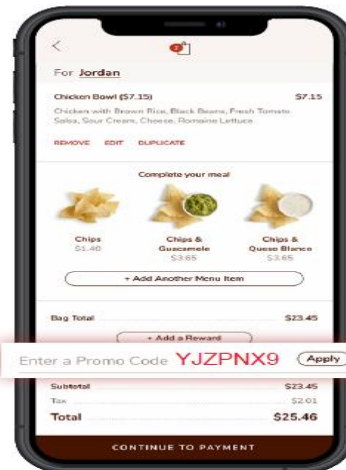 For Jordan
Chicken Bowl ($7.15) $7.15
Chicken with Brown Rice, Black Beans, Fresh Tomato
Salsa, Sour Cream, Cheese, Romaine Lettuce
REMOVE EDIT DUPLICATE
Complete your meal
Chips Chips & Chips &
$1.40 Guacamole Queso Blanco
$3.65 $3.65
+ Add Another Menu Item
Bag Total $23.45
+ Add a Reward
Enter a Promo Code YJZPNX9 Apply
Subtotal $23.45
Tax $2.01
Total $25.46
CONTINUE TO PAYMENT